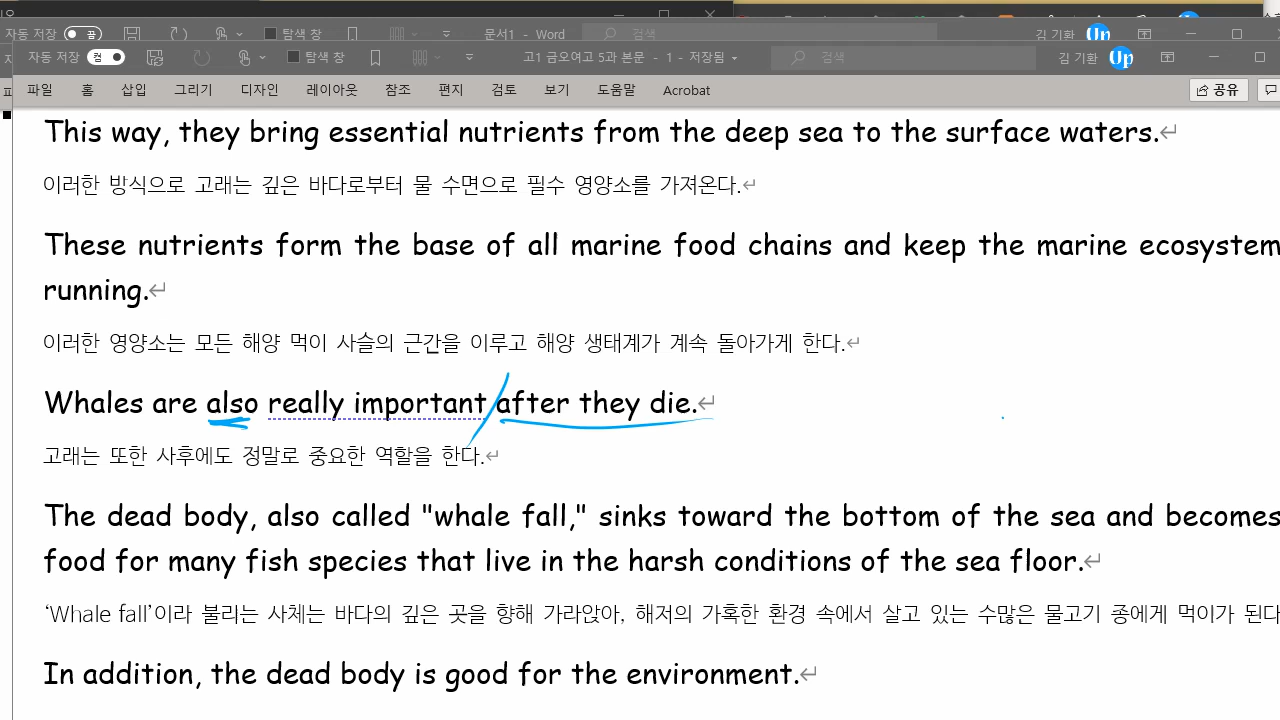 자동 저장 끔 탐색 창 문서1 - Word 검색 김 기환 Up
자동 저장 켬 탐색 창 고1 금오여고 5과 본문 - 1 - 저장됨 검색 김 기환 Up
파일 홈 삽입 그리기 디자인 레이아웃 참조 편지 검토 보기 도움말 Acrobat 공유
This way, they bring essential nutrients from the deep sea to the surface waters.
이러한 방식으로 고래는 깊은 바다로부터 물 수면으로 필수 영양소를 가져온다.
These nutrients form the base of all marine food chains and keep the marine ecosystem
running.
이러한 영양소는 모든 해양 먹이 사슬의 근간을 이루고 해양 생태계가 계속 돌아가게 한다.
Whales are also really important after they die.
고래는 또한 사후에도 정말로 중요한 역할을 한다.
The dead body, also called "whale fall," sinks toward the bottom of the sea and becomes
food for many fish species that live in the harsh conditions of the sea floor.
‘Whale fall’이라 불리는 사체는 바다의 깊은 곳을 향해 가라앉아, 해저의 가혹한 환경 속에서 살고 있는 수많은 물고기 종에게 먹이가 된다
In addition, the dead body is good for the environment.